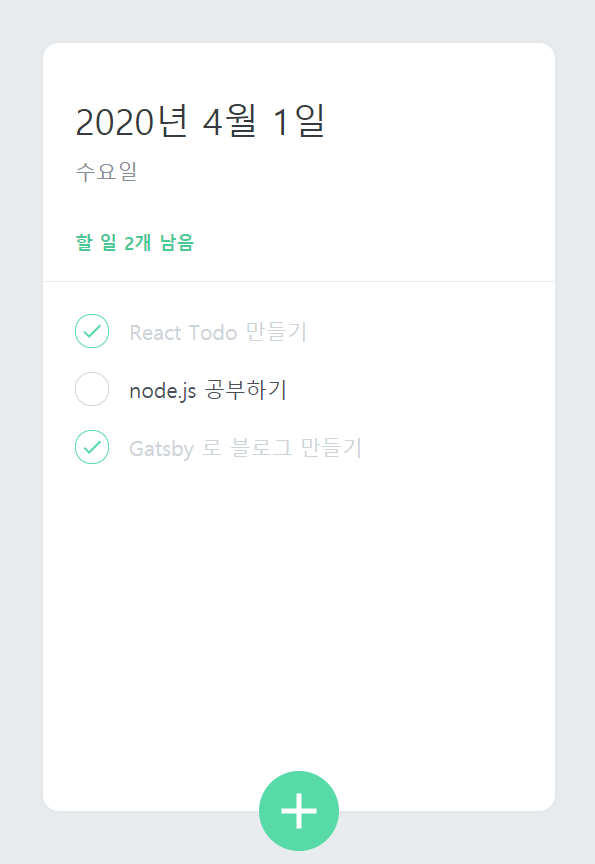 2020년 4월 1일
수요일
할 일 2개 남음
React Todo 만들기
node.js 공부하기
Gatsby 로 블로그 만들기